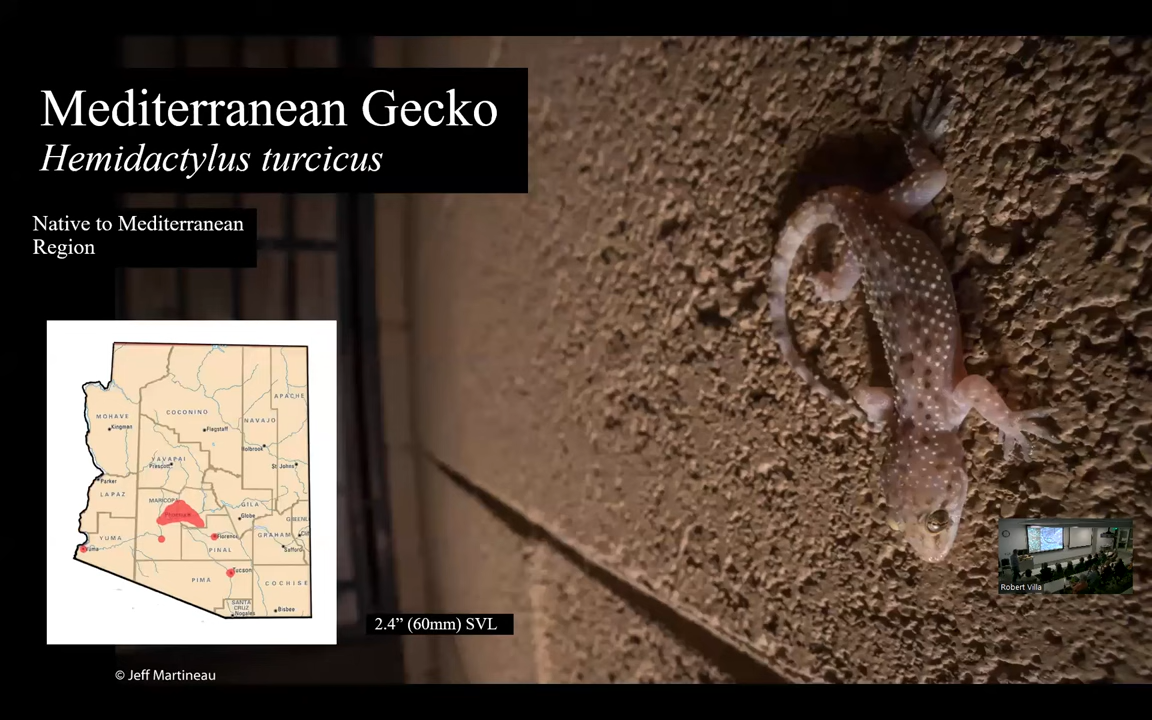 Mediterranean Gecko
Hemidactylus turcicus
Native to Mediterranean
Region
APACHE
COCONINO
MOHAVE
NAVAJO
Kingman
Flagstaff
Holbrook
YAVAPAI
Prescott
St Johns
Parker
LA PAZ
MARICOPA
GILA
Phoenix
Globe
YUMA
Florence
GRAHAM
Yuma
PINAL
Safford
Tucson
PIMA
COCHISE
SANTA
CRUZ
Nogales
Bisbee
2.4” (60mm) SVL
Robert Villa
© Jeff Martineau